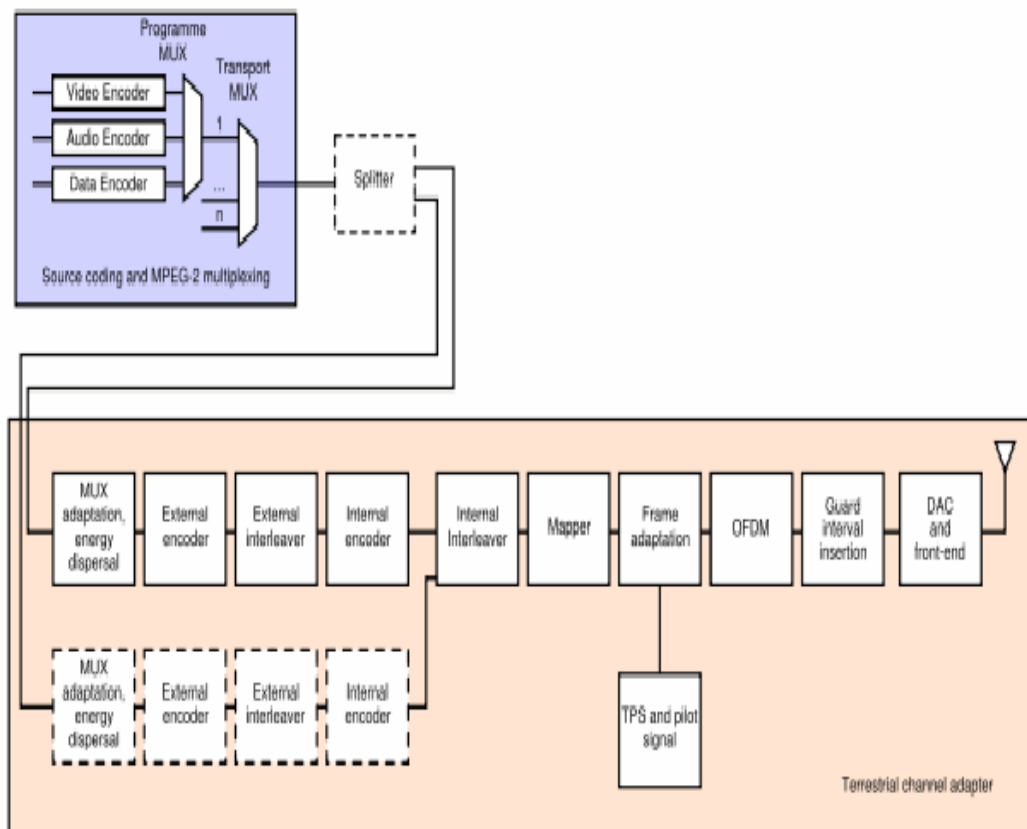 Programme
MUX
Transport
MUX
Video Encoder
Audio Encoder
Data Encoder
1
...
n
Splitter
Source coding and MPEG-2 multiplexing
MUX
adaptation,
energy
dispersal
External
encoder
External
interleaver
Internal
encoder
Internal
Interleaver
Mapper
Frame
adaptation
OFDM
Guard
interval
insertion
DAC
and
front-end
MUX
adaptation,
energy
dispersal
External
encoder
External
interleaver
Internal
encoder
TPS and pilot
signal
Terrestrial channel adapter